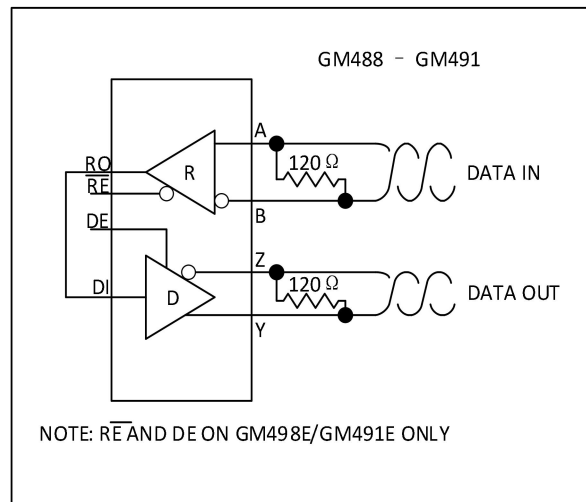 GM488 - GM491
A
120 Ω
RO
R
DATA IN
R̅E̅
B
DE
Z
120 Ω
DI
D
DATA OUT
Y
NOTE: RE̅ AND DE ON GM498E/GM491E ONLY